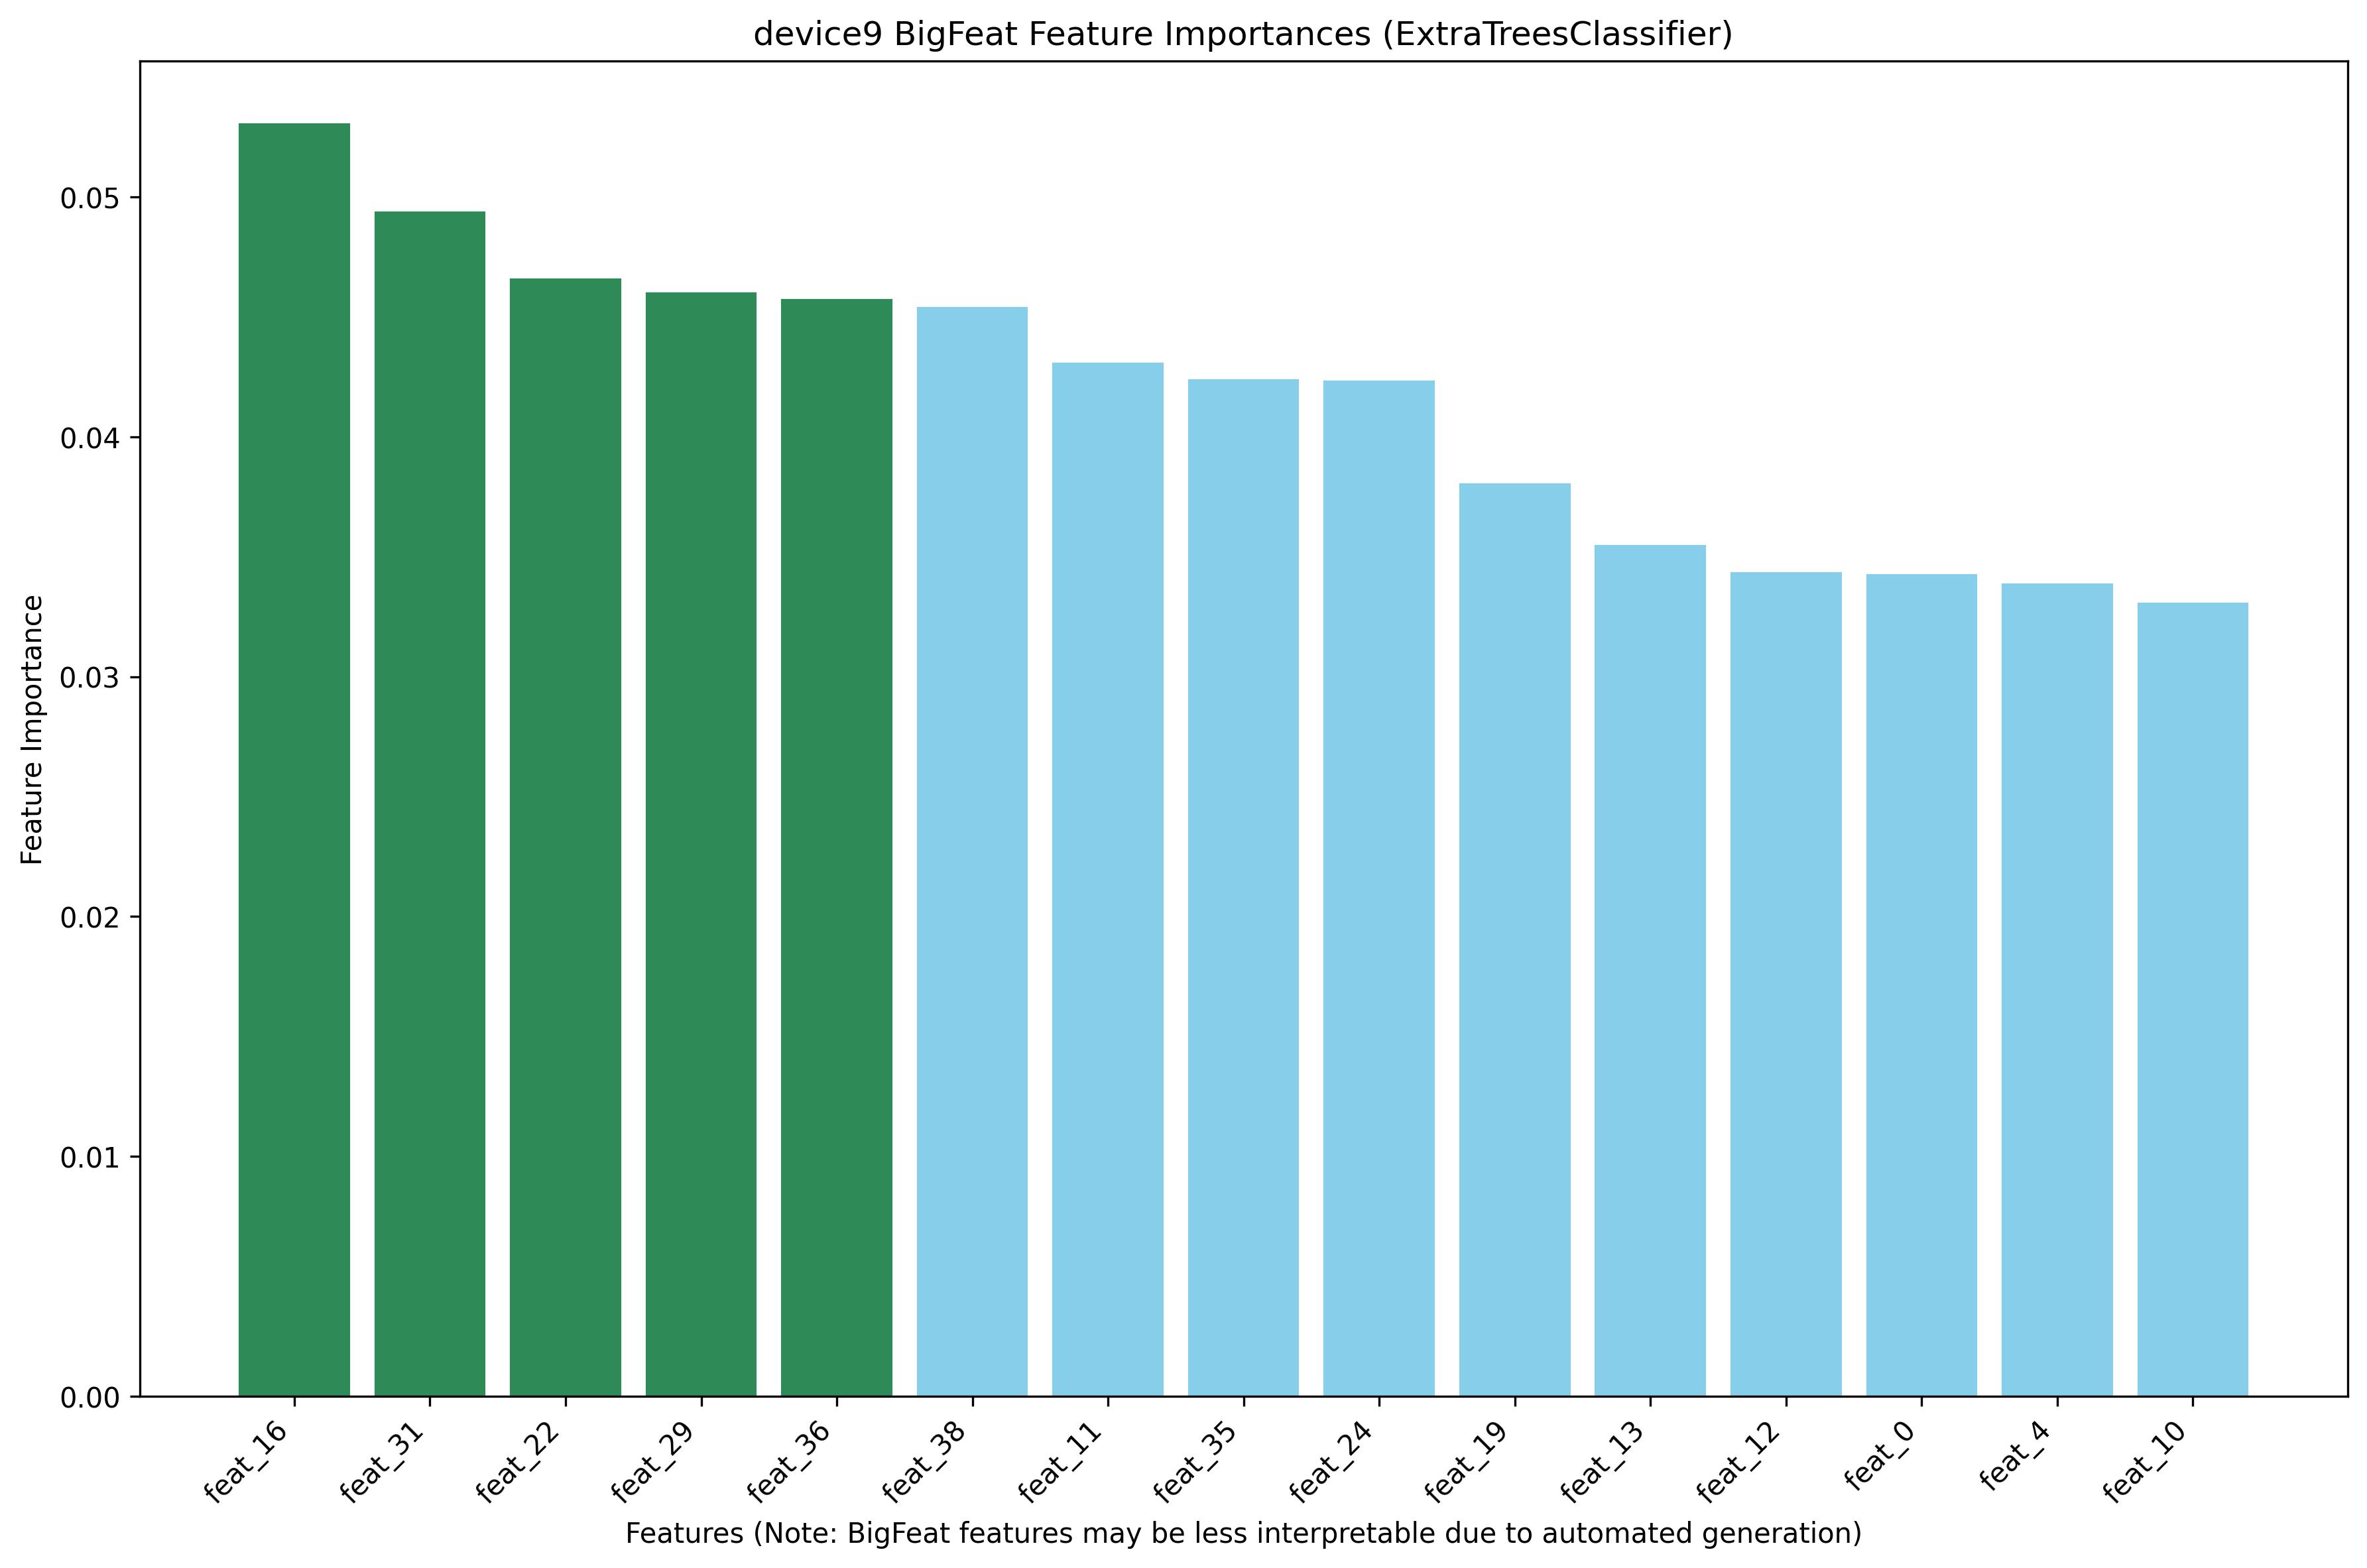 device9 BigFeat Feature Importances (ExtraTreesClassifier)
Feature Importance
0.05
0.04
0.03
0.02
0.01
0.00
feat_16
feat_31
feat_22
feat_29
feat_36
feat_38
feat_11
feat_35
feat_24
feat_19
feat_13
feat_12
feat_0
feat_4
feat_10
Features (Note: BigFeat features may be less interpretable due to automated generation)